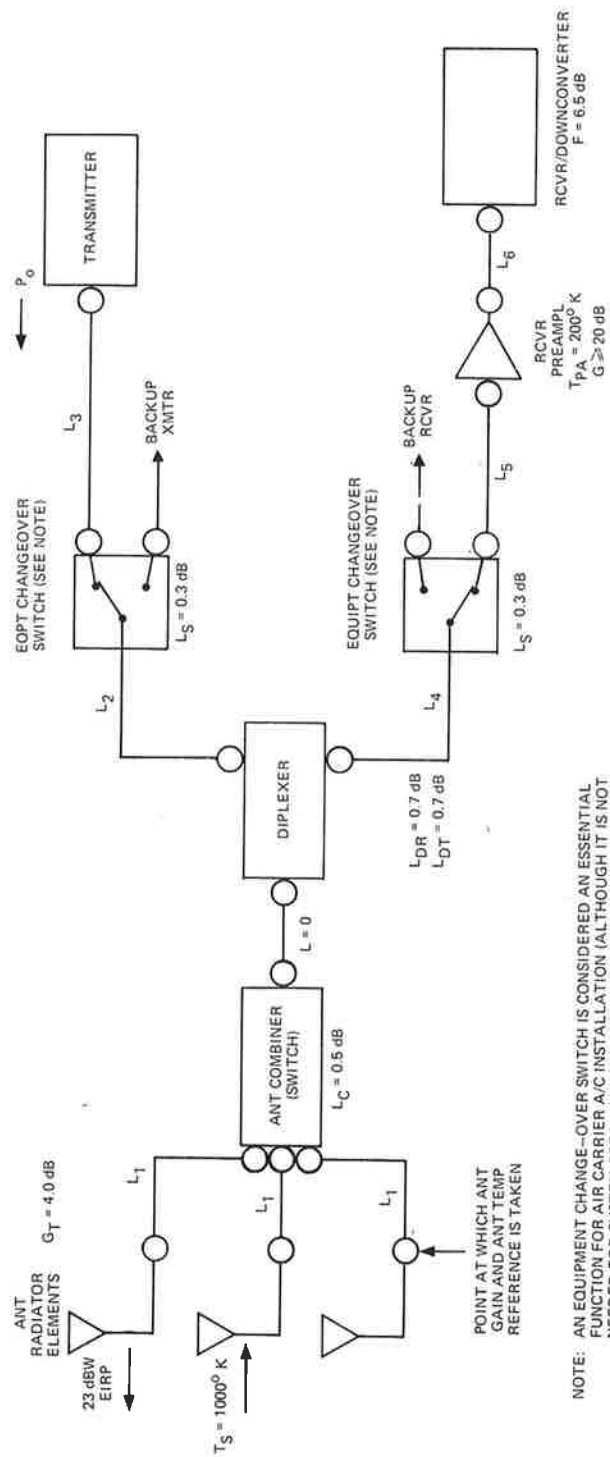 ANT
RADIATOR
ELEMENTS
G_T = 4.0 dB
23 dBW
EIRP
T_S = 1000° K
L_1
L_1
L_1
POINT AT WHICH ANT
GAIN AND ANT TEMP
REFERENCE IS TAKEN
ANT COMBINER
(SWITCH)
L_C = 0.5 dB
L = 0
DIPLEXER
L_DR = 0.7 dB
L_DT = 0.7 dB
L_2
EQPT CHANGEOVER
SWITCH (SEE NOTE)
L_S = 0.3 dB
BACKUP
XMTR
L_3
P_o
TRANSMITTER
L_4
EQUIPT CHANGEOVER
SWITCH (SEE NOTE)
L_S = 0.3 dB
BACKUP
RCVR
L_5
RCVR
PREAMPL
T_PA = 200° K
G ≥ 20 dB
L_6
RCVR/DOWNCONVERTER
F = 6.5 dB
NOTE: AN EQUIPMENT CHANGE-OVER SWITCH IS CONSIDERED AN ESSENTIAL
FUNCTION FOR AIR CARRIER A/C INSTALLATION (ALTHOUGH IT IS NOT